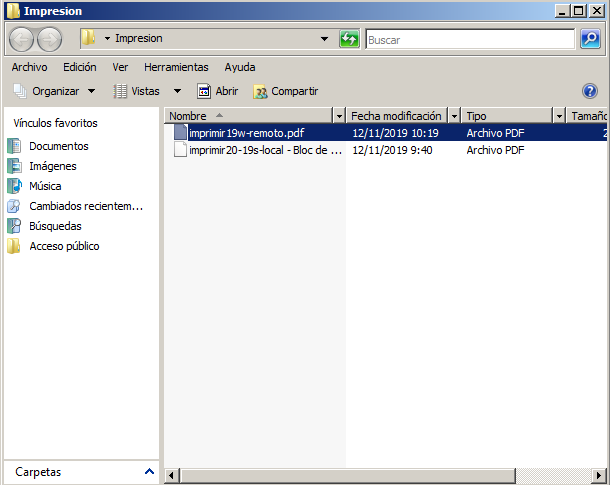 Impresion
Impresion
Buscar
Archivo Edición Ver Herramientas Ayuda
Organizar Vistas Abrir Compartir
Vínculos favoritos
Documentos
Imágenes
Música
Cambiados recientem...
Búsquedas
Acceso público
Carpetas
Nombre Fecha modificación Tipo Tamaño
imprimir19w-remoto.pdf 12/11/2019 10:19 Archivo PDF 2
imprimir20-19s-local - Bloc de ... 12/11/2019 9:40 Archivo PDF